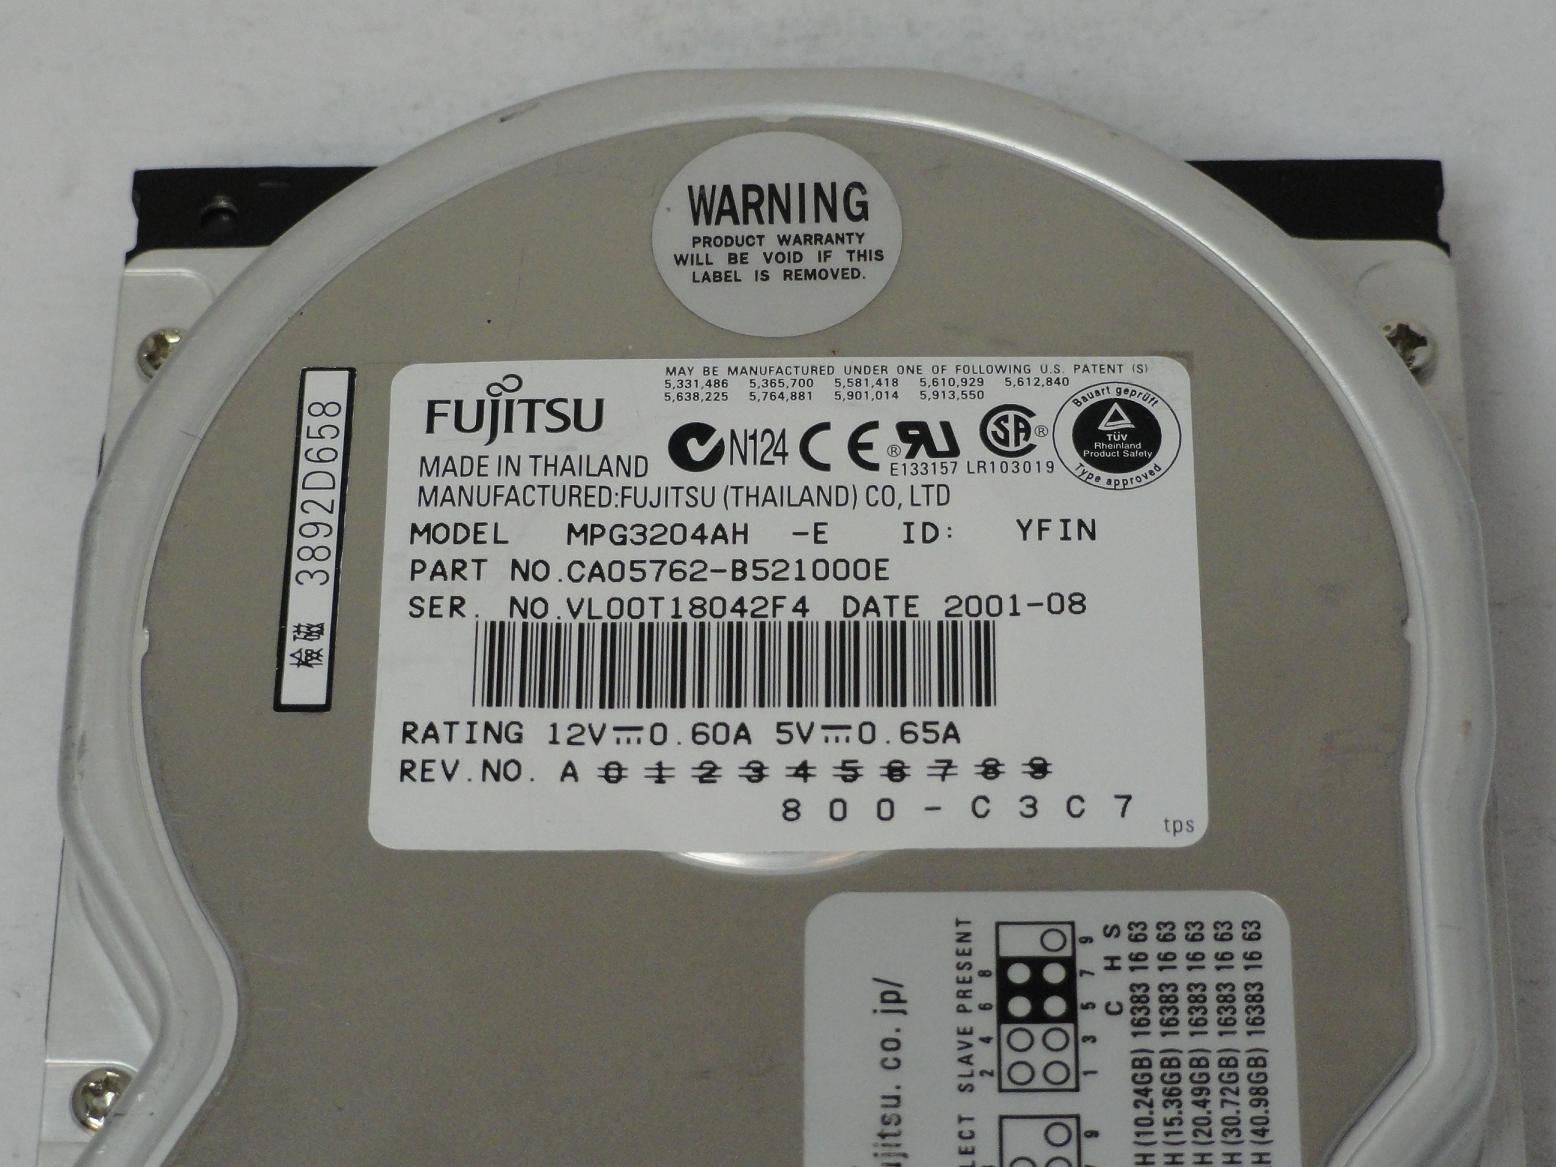 WARNING
PRODUCT WARRANTY
WILL BE VOID IF THIS
LABEL IS REMOVED.
検磁 3892D658
FUJITSU
MAY BE MANUFACTURED UNDER ONE OF FOLLOWING U.S. PATENT (S)
5,331,486 5,365,700 5,581,418 5,610,929 5,612,840
5,638,225 5,764,881 5,901,014 5,913,550
N124 CE ® RU SA ®
E133157 LR103019
Bauart geprüft
TÜV
Rheinland
Product Safety
Type approved
MADE IN THAILAND
MANUFACTURED:FUJITSU (THAILAND) CO, LTD
MODEL MPG3204AH -E ID: YFIN
PART NO.CA05762-B521000E
SER. NO.VL00T18042F4 DATE 2001-08
RATING 12V⎓0.60A 5V⎓0.65A
REV.NO. A 0 1 2 3 4 5 6 7 8 9
800-C3C7
tps
ujitsu.co.jp/
SLAVE PRESENT
2 4 6 8
1 3 5 7 9
9
C H S
H(10.24GB) 16383 16 63
H(15.36GB) 16383 16 63
H(20.49GB) 16383 16 63
H(30.72GB) 16383 16 63
H(40.98GB) 16383 16 63